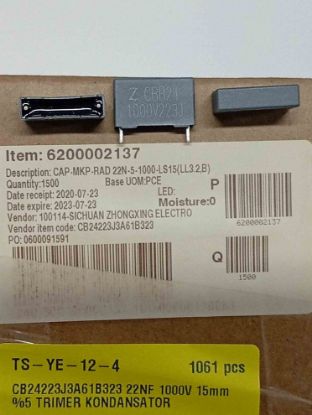 Z CBB24
1000V223J
Item: 6200002137
Description: CAP-MKP-RAD 22N-5-1000-LS15(LL3.2,B)
Quantity:1500 Base UOM:PCE
Date receipt: 2020-07-23 LED:
Date expire: 2023-07-23 Moisture:0
Vendor: 100114-SICHUAN ZHONGXING ELECTRO
Vendor item code: CB24223J3A61B323
PO: 0600091591
P
6200002137
Q
1500
TS-YE-12-4 1061 pcs
CB24223J3A61B323 22NF 1000V 15mm
%5 TRIMER KONDANSATOR